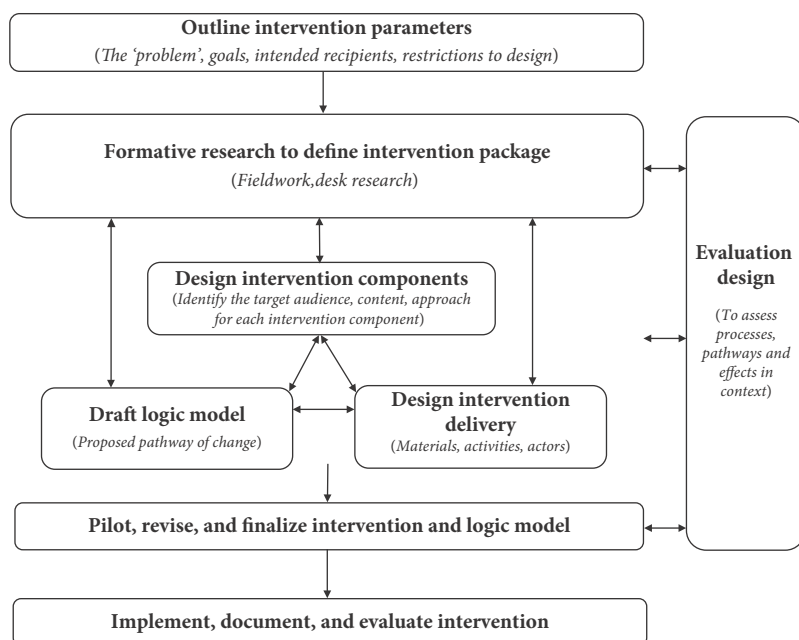 Outline intervention parameters
(The ‘problem’, goals, intended recipients, restrictions to design)
Formative research to define intervention package
(Fieldwork,desk research)
Design intervention components
(Identify the target audience, content, approach
for each intervention component)
Draft logic model
(Proposed pathway of change)
Design intervention
delivery
(Materials, activities, actors)
Pilot, revise, and finalize intervention and logic model
Implement, document, and evaluate intervention
Evaluation
design
(To assess
processes,
pathways and
effects in
context)